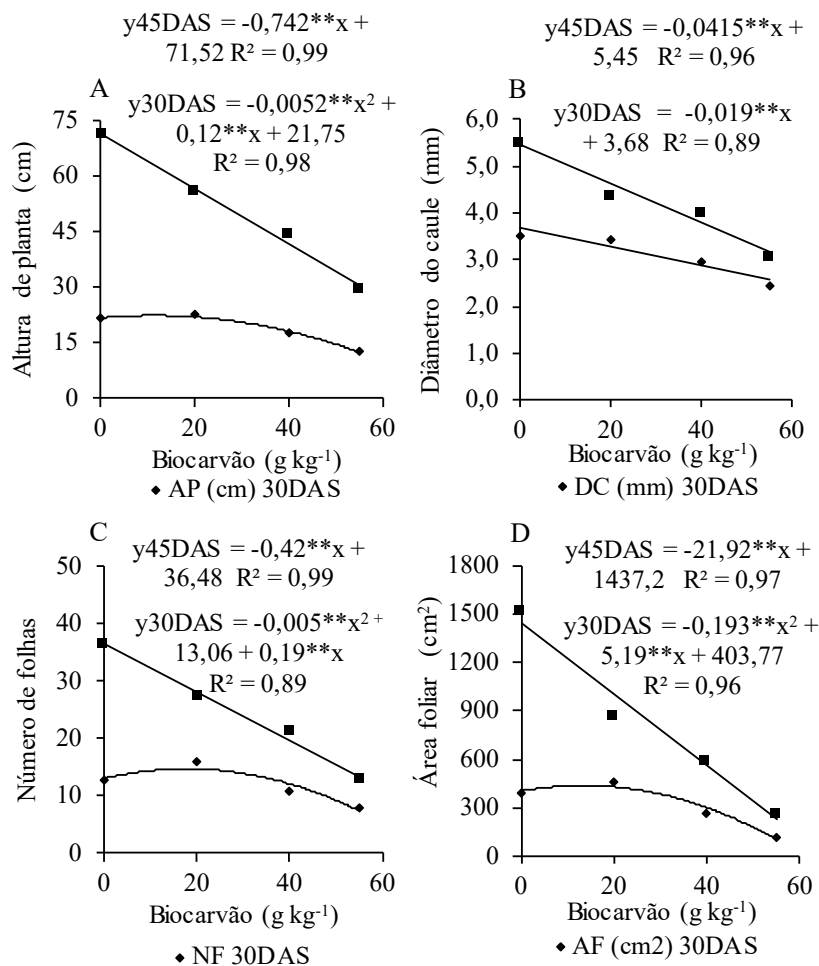 y45DAS = -0,742**x +
71,52 R² = 0,99
A
y30DAS = -0,0052**x² +
0,12**x + 21,75
R² = 0,98
75
60
45
30
15
0
Altura de planta (cm)
0 20 40 60
Biocarvão (g kg⁻¹)
◆ AP (cm) 30DAS
y45DAS = -0,0415**x +
5,45 R² = 0,96
B
y30DAS = -0,019**x
+ 3,68 R² = 0,89
6,0
5,0
4,0
3,0
2,0
1,0
0,0
Diâmetro do caule (mm)
0 20 40 60
Biocarvão (g kg⁻¹)
◆ DC (mm) 30DAS
C
y45DAS = -0,42**x +
36,48 R² = 0,99
y30DAS = -0,005**x² +
13,06 + 0,19**x
R² = 0,89
50
40
30
20
10
0
Número de folhas
0 20 40 60
Biocarvão (g kg⁻¹)
◆ NF 30DAS
D
y45DAS = -21,92**x +
1437,2 R² = 0,97
y30DAS = -0,193**x² +
5,19**x + 403,77
R² = 0,96
1800
1500
1200
900
600
300
0
Área foliar (cm²)
0 20 40 60
Biocarvão (g kg⁻¹)
◆ AF (cm2) 30DAS